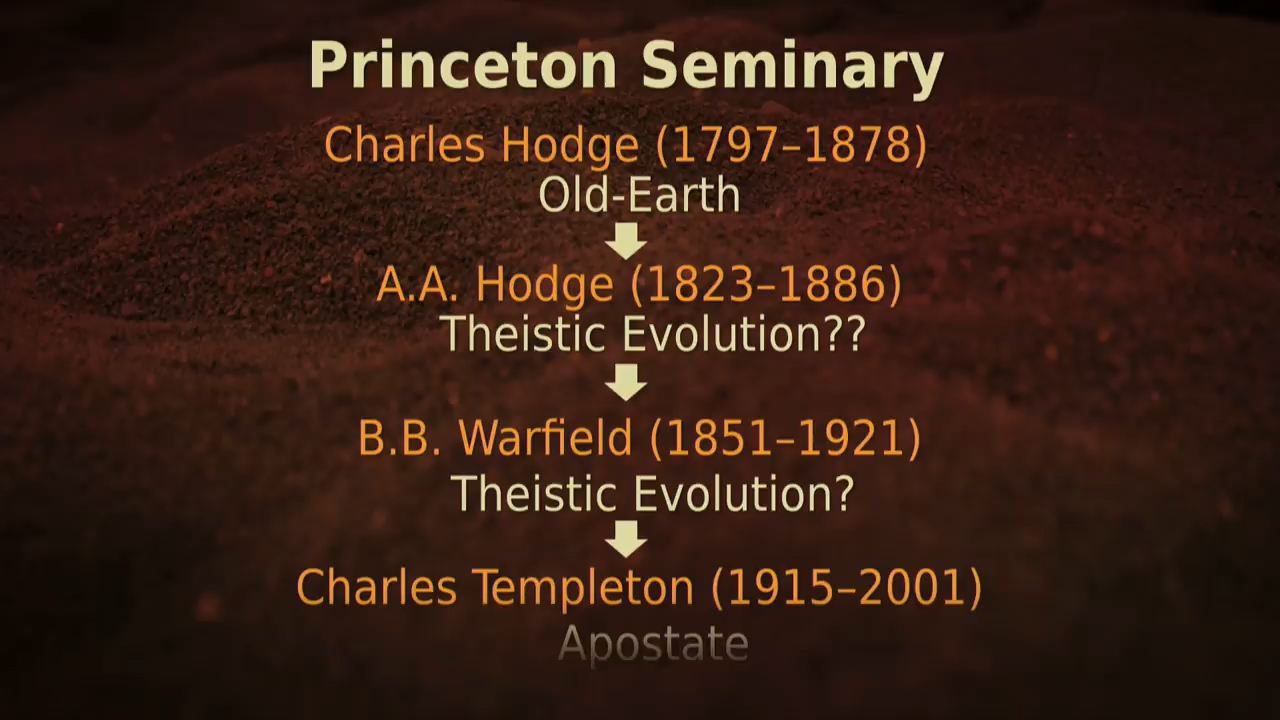 Princeton Seminary
Charles Hodge (1797–1878)
Old-Earth
A.A. Hodge (1823–1886)
Theistic Evolution??
B.B. Warfield (1851–1921)
Theistic Evolution?
Charles Templeton (1915–2001)
Apostate